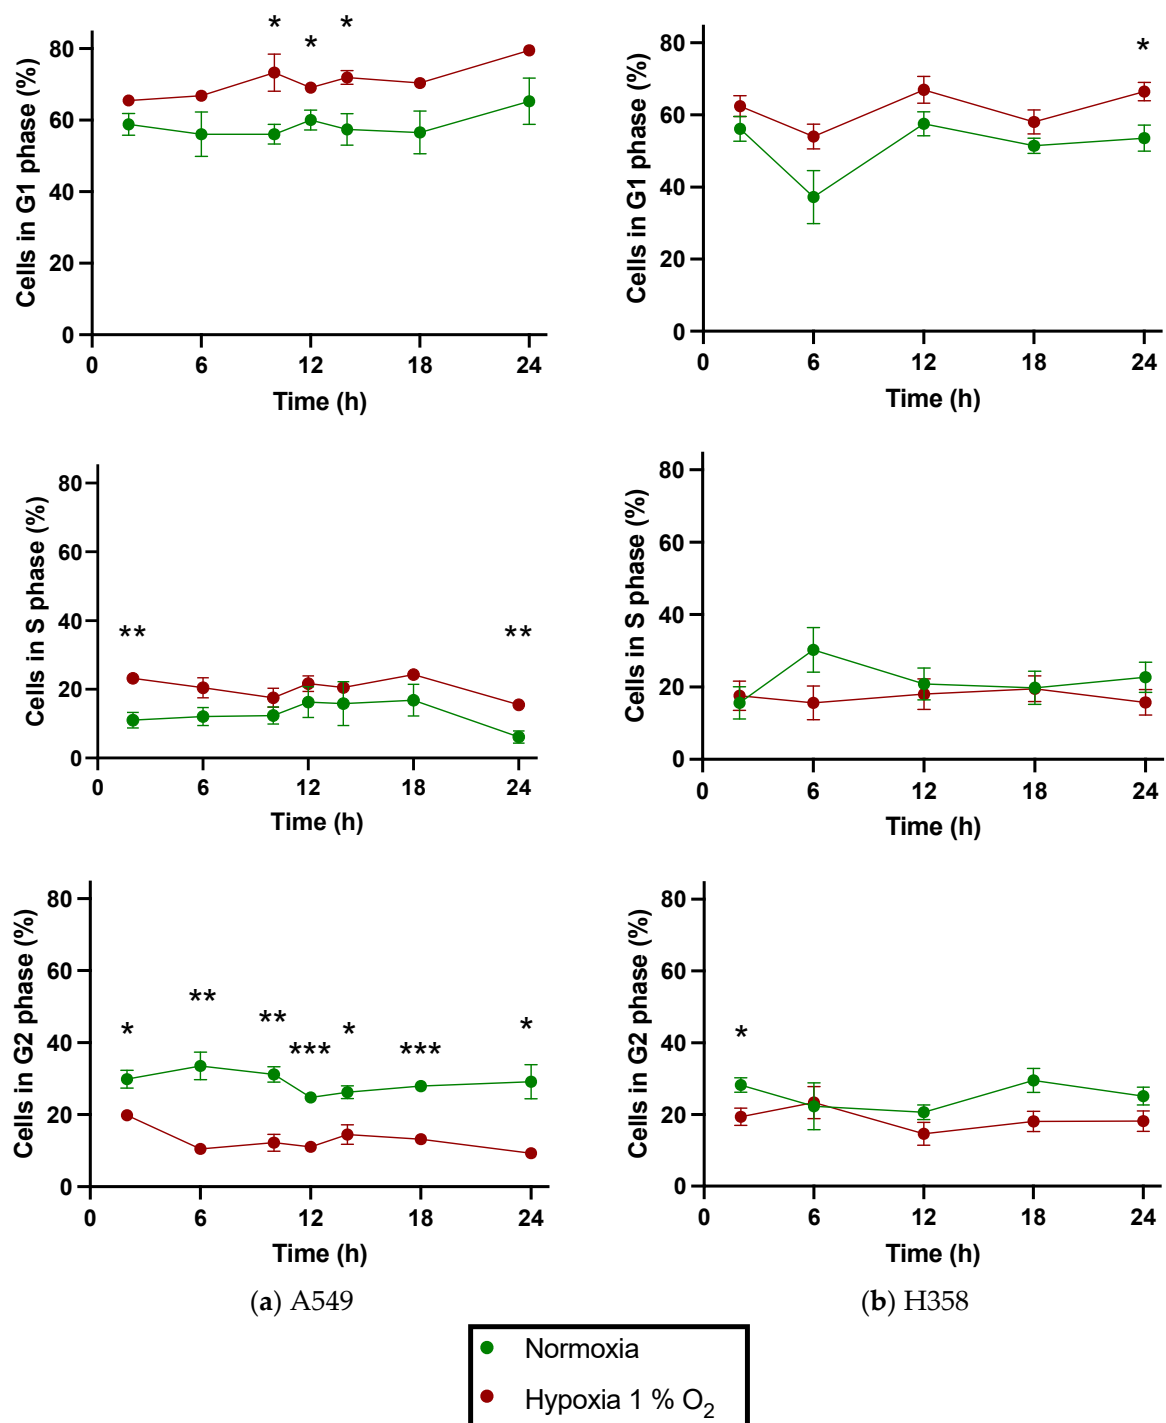 * * *
80
60
40
20
0
0 6 12 18 24
Cells in G1 phase (%)
Time (h)
*
80
60
40
20
0
0 6 12 18 24
Cells in G1 phase (%)
Time (h)
** **
80
60
40
20
0
0 6 12 18 24
Cells in S phase (%)
Time (h)
80
60
40
20
0
0 6 12 18 24
Cells in S phase (%)
Time (h)
* ** ** *** * *** *
80
60
40
20
0
0 6 12 18 24
Cells in G2 phase (%)
Time (h)
*
80
60
40
20
0
0 6 12 18 24
Cells in G2 phase (%)
Time (h)
(a) A549
(b) H358
Normoxia
Hypoxia 1 % O2